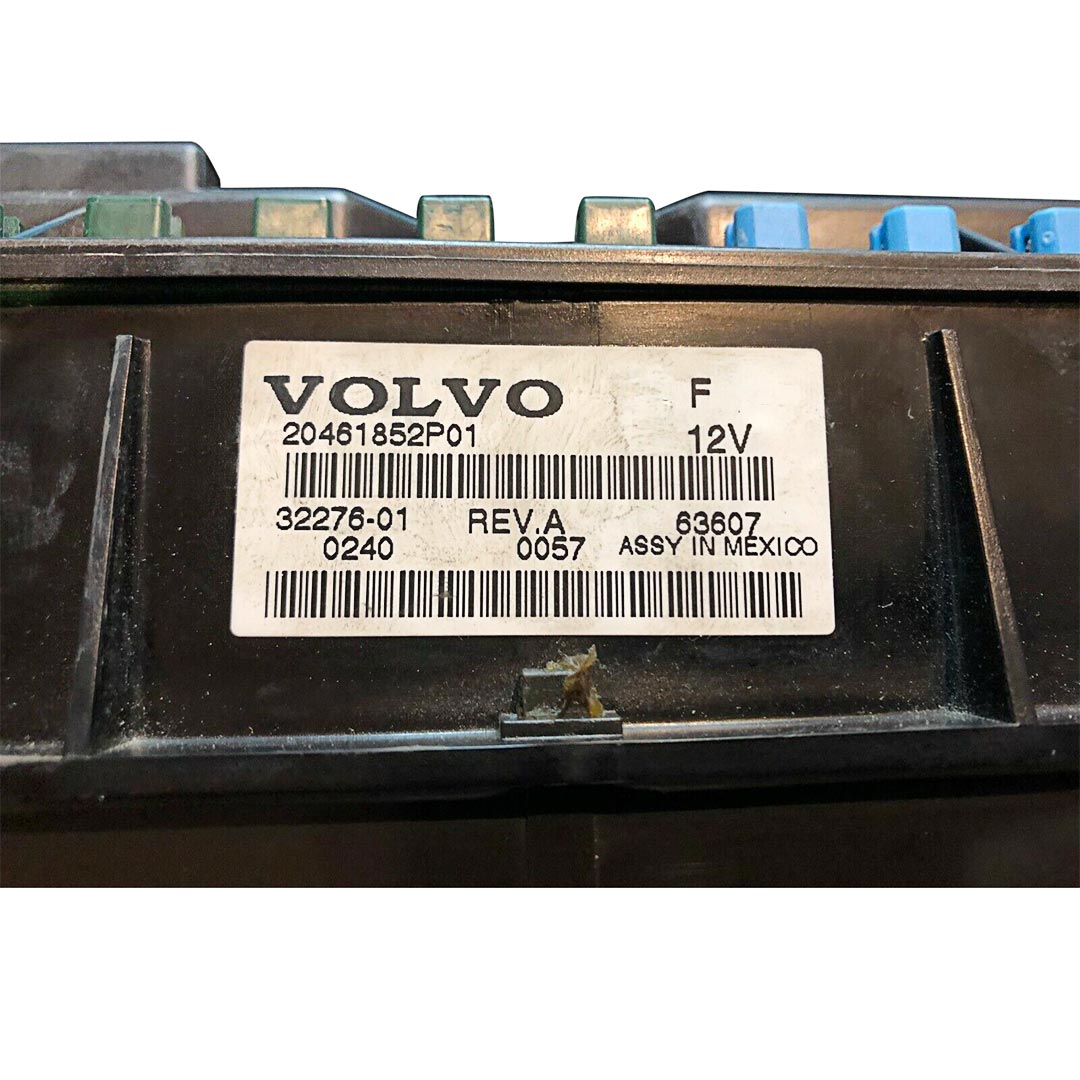 VOLVO F
20461852P01 12V
32276-01 REV.A 63607
0240 0057 ASSY IN MEXICO